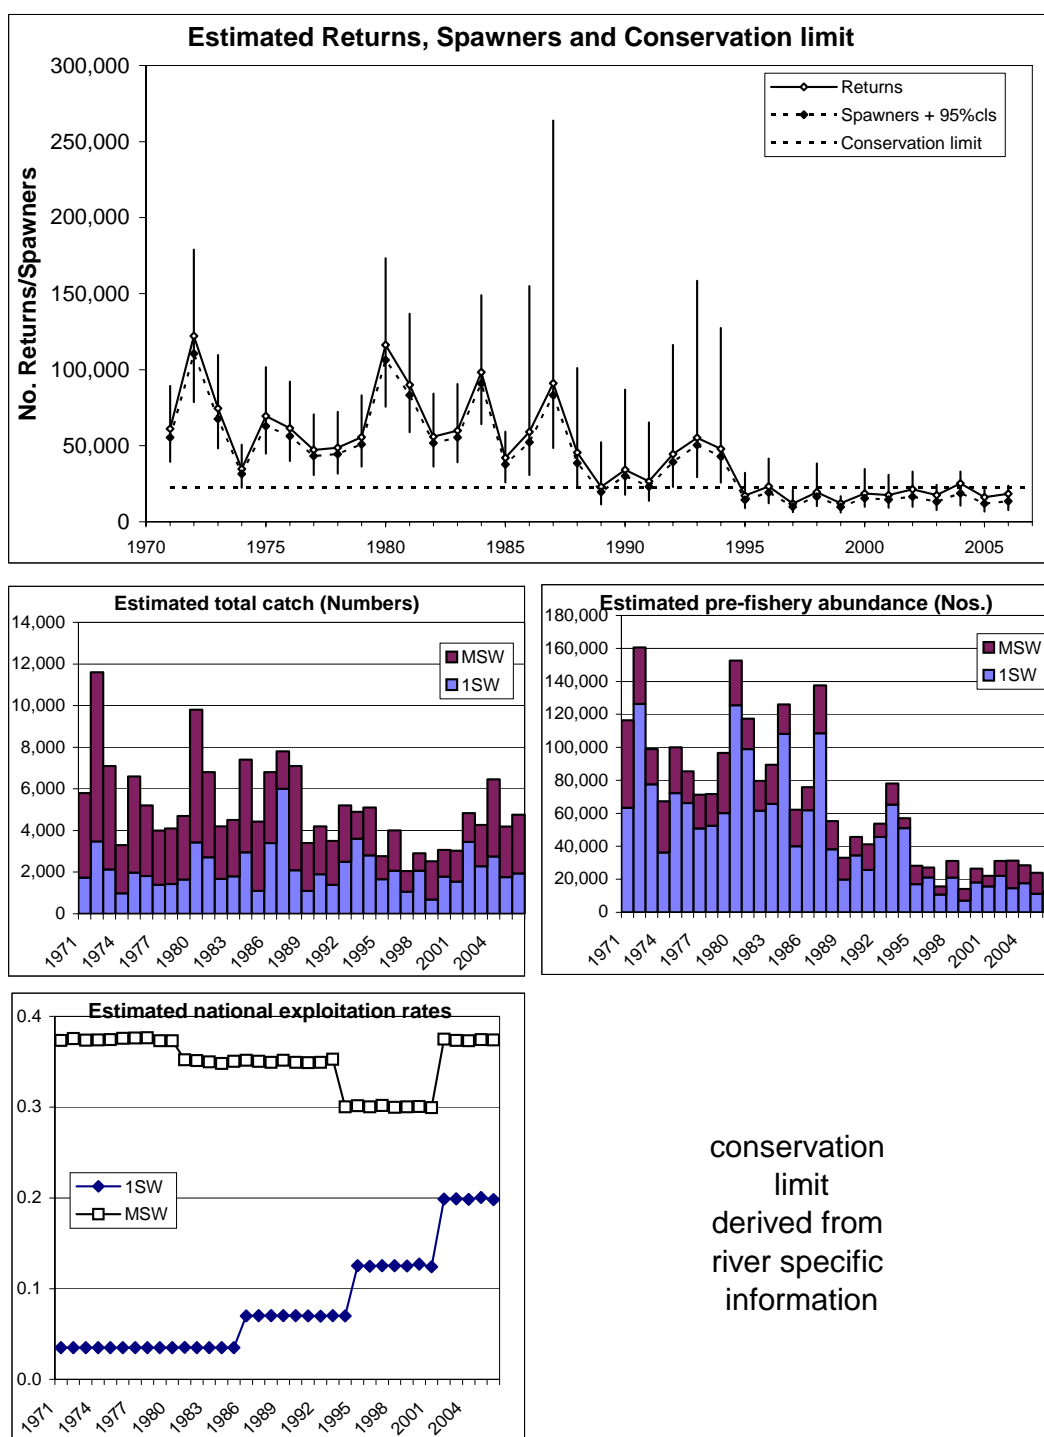 Estimated Returns, Spawners and Conservation limit
No. Returns/Spawners
300,000
250,000
200,000
150,000
100,000
50,000
0
1970 1975 1980 1985 1990 1995 2000 2005
Returns
Spawners + 95%cls
Conservation limit
Estimated total catch (Numbers)
14,000
12,000
10,000
8,000
6,000
4,000
2,000
0
MSW
1SW
1971 1974 1977 1980 1983 1986 1989 1992 1995 1998 2001 2004
Estimated pre-fishery abundance (Nos.)
180,000
160,000
140,000
120,000
100,000
80,000
60,000
40,000
20,000
0
MSW
1SW
1971 1974 1977 1980 1983 1986 1989 1992 1995 1998 2001 2004
Estimated national exploitation rates
0.4
0.3
0.2
0.1
0.0
1SW
MSW
1971 1974 1977 1980 1983 1986 1989 1992 1995 1998 2001 2004
conservation
limit
derived from
river specific
information